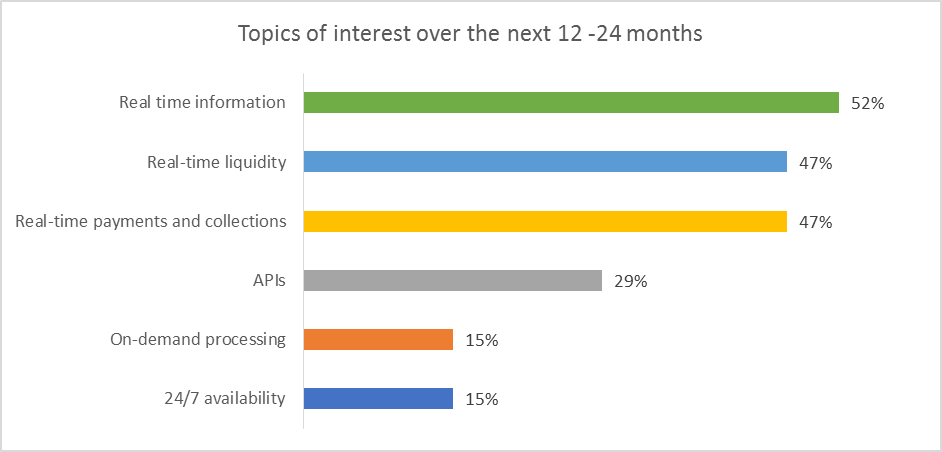 Topics of interest over the next 12 -24 months
Real time information 52%
Real-time liquidity 47%
Real-time payments and collections 47%
APIs 29%
On-demand processing 15%
24/7 availability 15%